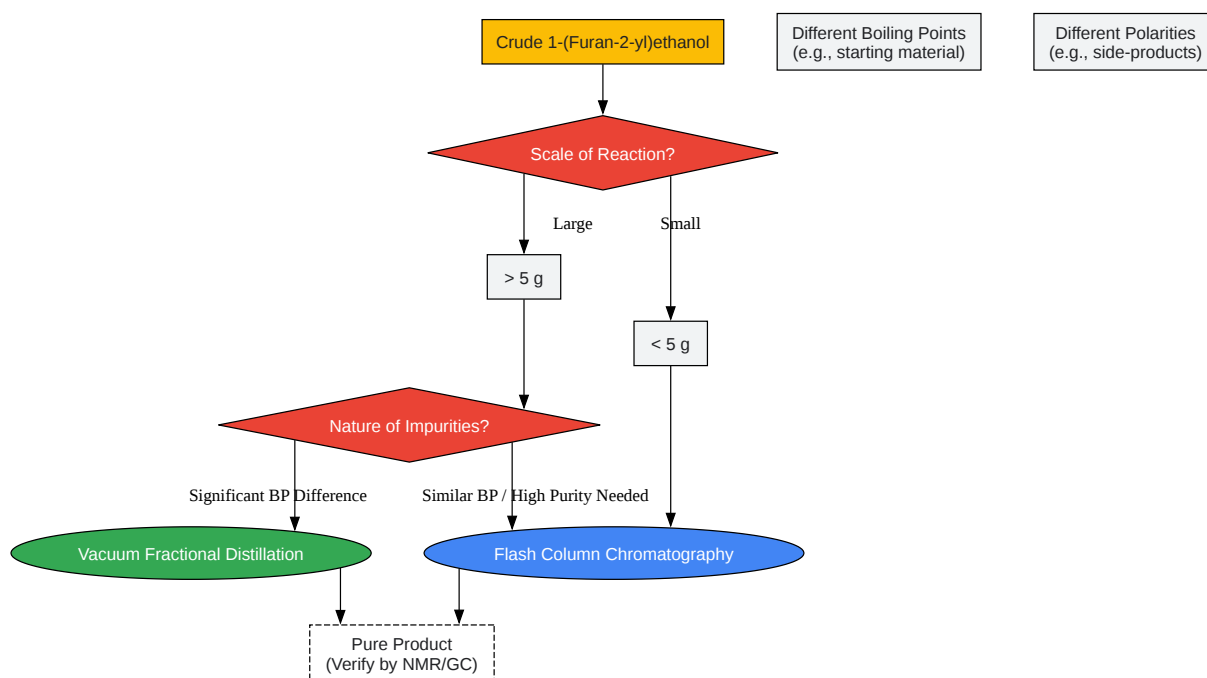 Crude 1-(Furan-2-yl)ethanol
Different Boiling Points
(e.g., starting material)
Different Polarities
(e.g., side-products)
Scale of Reaction?
Large
Small
> 5 g
< 5 g
Nature of Impurities?
Significant BP Difference
Similar BP / High Purity Needed
Vacuum Fractional Distillation
Flash Column Chromatography
Pure Product
(Verify by NMR/GC)